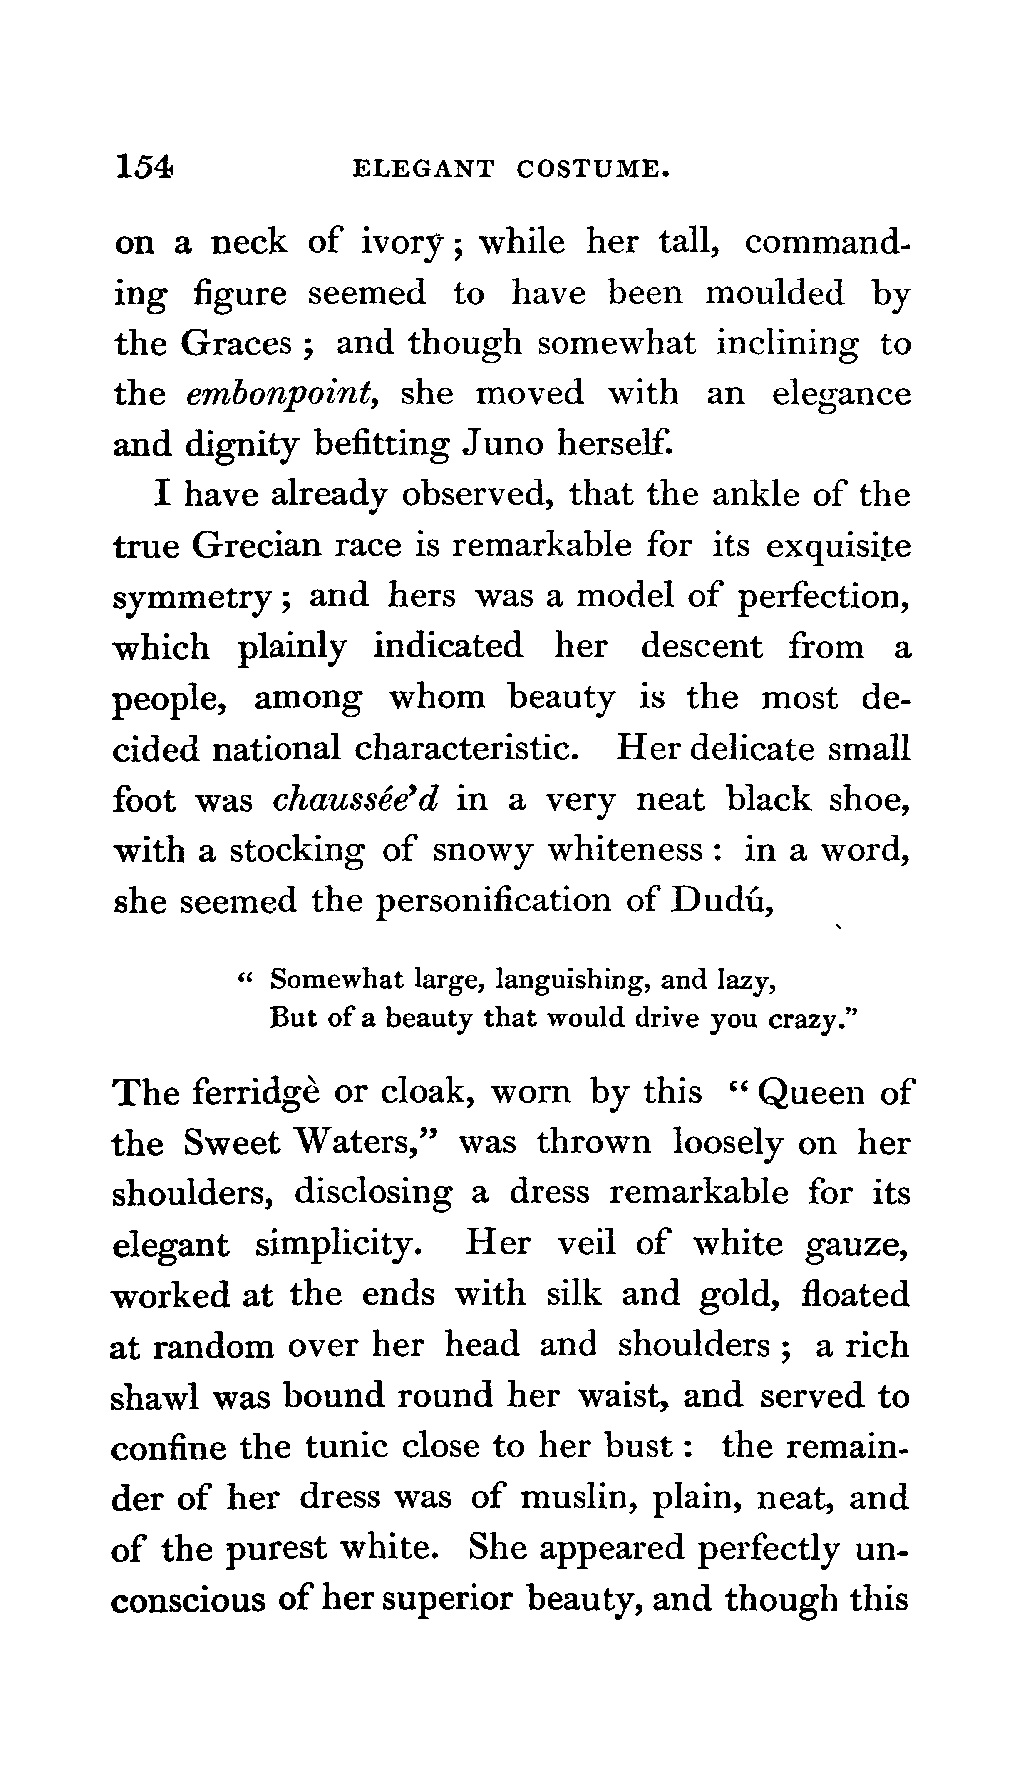 154 ELEGANT COSTUME.
on a neck of ivory ; while her tall, command-
ing figure seemed to have been moulded by
the Graces ; and though somewhat inclining to
the embonpoint, she moved with an elegance
and dignity befitting Juno herself.
I have already observed, that the ankle of the
true Grecian race is remarkable for its exquisite
symmetry ; and hers was a model of perfection,
which plainly indicated her descent from a
people, among whom beauty is the most de-
cided national characteristic. Her delicate small
foot was chaussée'd in a very neat black shoe,
with a stocking of snowy whiteness : in a word,
she seemed the personification of Dudú,
“ Somewhat large, languishing, and lazy,
But of a beauty that would drive you crazy.”
The ferridgè or cloak, worn by this “ Queen of
the Sweet Waters,” was thrown loosely on her
shoulders, disclosing a dress remarkable for its
elegant simplicity. Her veil of white gauze,
worked at the ends with silk and gold, floated
at random over her head and shoulders ; a rich
shawl was bound round her waist, and served to
confine the tunic close to her bust : the remain-
der of her dress was of muslin, plain, neat, and
of the purest white. She appeared perfectly un-
conscious of her superior beauty, and though this